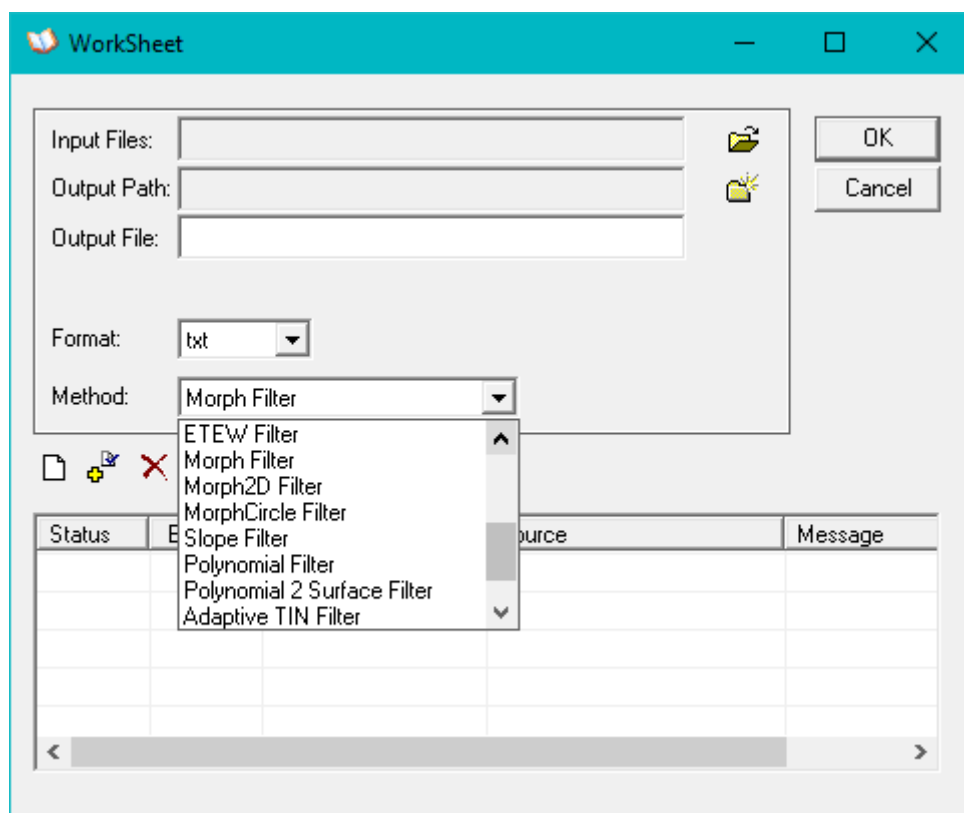 WorkSheet
Input Files:
OK
Output Path:
Cancel
Output File:
Format: txt
Method: Morph Filter
ETEW Filter
Morph Filter
Morph2D Filter
MorphCircle Filter
Slope Filter
Polynomial Filter
Polynomial 2 Surface Filter
Adaptive TIN Filter
Status Message